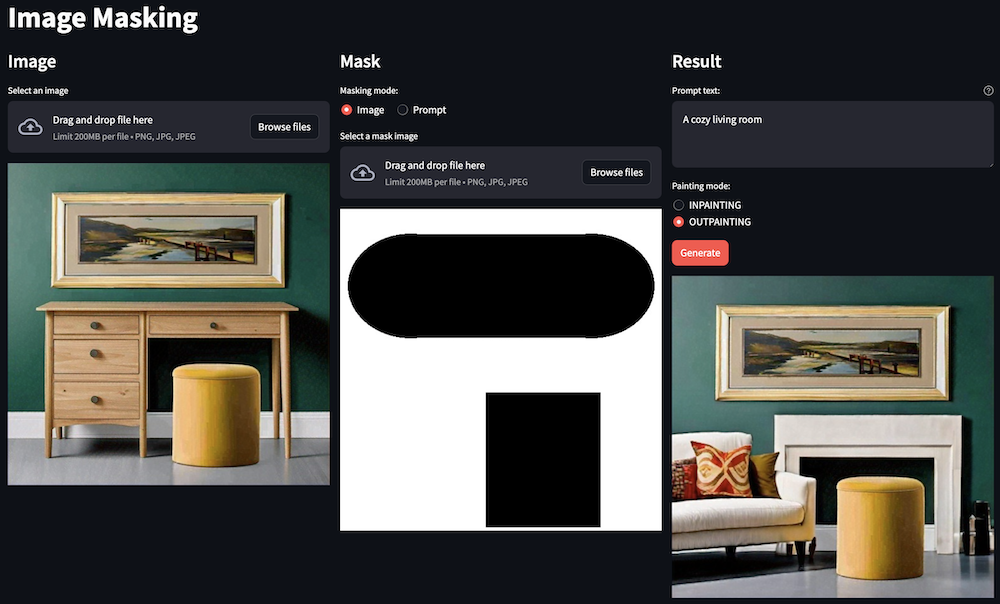 Image Masking
Image
Select an image
Drag and drop file here
Limit 200MB per file • PNG, JPG, JPEG
Browse files
Mask
Masking mode:
Image
Prompt
Select a mask image
Drag and drop file here
Limit 200MB per file • PNG, JPG, JPEG
Browse files
Result
Prompt text:
A cozy living room
Painting mode:
INPAINTING
OUTPAINTING
Generate